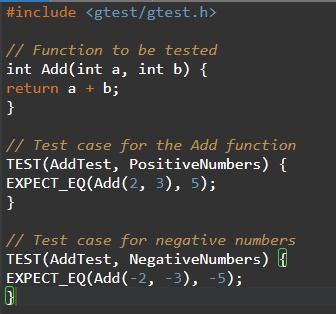 #include <gtest/gtest.h>
// Function to be tested
int Add(int a, int b) {
return a + b;
}
// Test case for the Add function
TEST(AddTest, PositiveNumbers) {
EXPECT_EQ(Add(2, 3), 5);
}
// Test case for negative numbers
TEST(AddTest, NegativeNumbers) {
EXPECT_EQ(Add(-2, -3), -5);
}